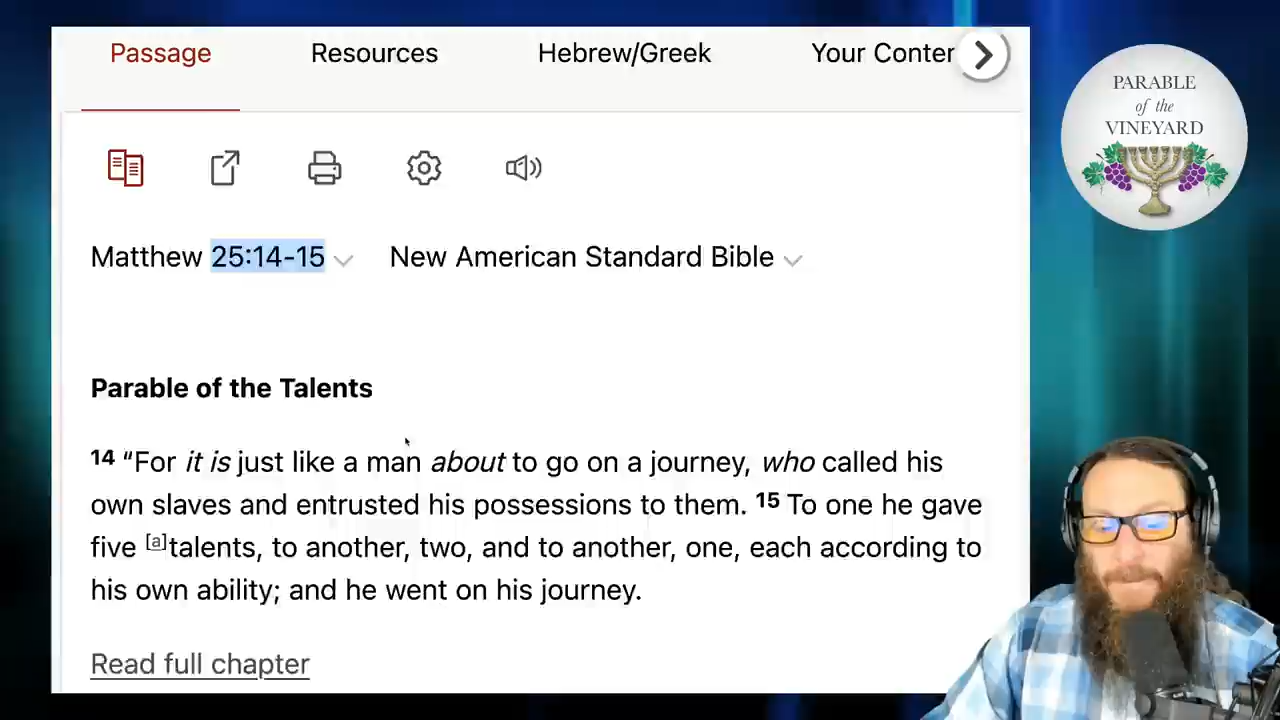 Passage Resources Hebrew/Greek Your Conter
Matthew 25:14-15 New American Standard Bible
Parable of the Talents
14 “For it is just like a man about to go on a journey, who called his
own slaves and entrusted his possessions to them. 15 To one he gave
five [a]talents, to another, two, and to another, one, each according to
his own ability; and he went on his journey.
Read full chapter
PARABLE
of the
VINEYARD